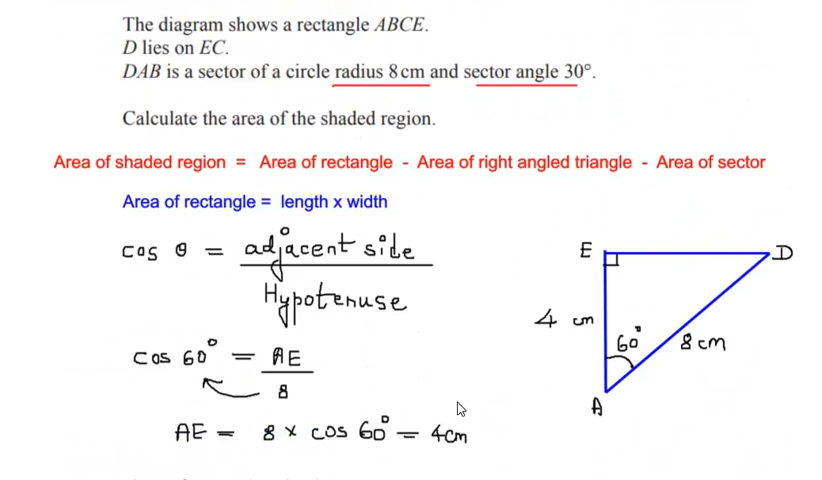 The diagram shows a rectangle ABCE.
D lies on EC.
DAB is a sector of a circle radius 8 cm and sector angle 30°.
Calculate the area of the shaded region.
Area of shaded region = Area of rectangle - Area of right angled triangle - Area of sector
Area of rectangle = length x width
cos θ = adjacent side
Hypotenuse
cos 60° = AE
8
AE = 8 × cos 60° = 4cm
E
D
4 cm
60°
8 cm
A